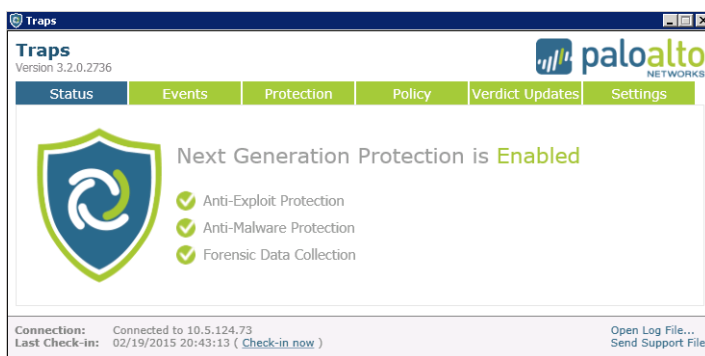 Traps
Traps
Version 3.2.0.2736
paloalto
NETWORKS
Status Events Protection Policy Verdict Updates Settings
Next Generation Protection is Enabled
Anti-Exploit Protection
Anti-Malware Protection
Forensic Data Collection
Connection: Connected to 10.5.124.73
Open Log File...
Last Check-in: 02/19/2015 20:43:13 ( Check-in now )
Send Support File